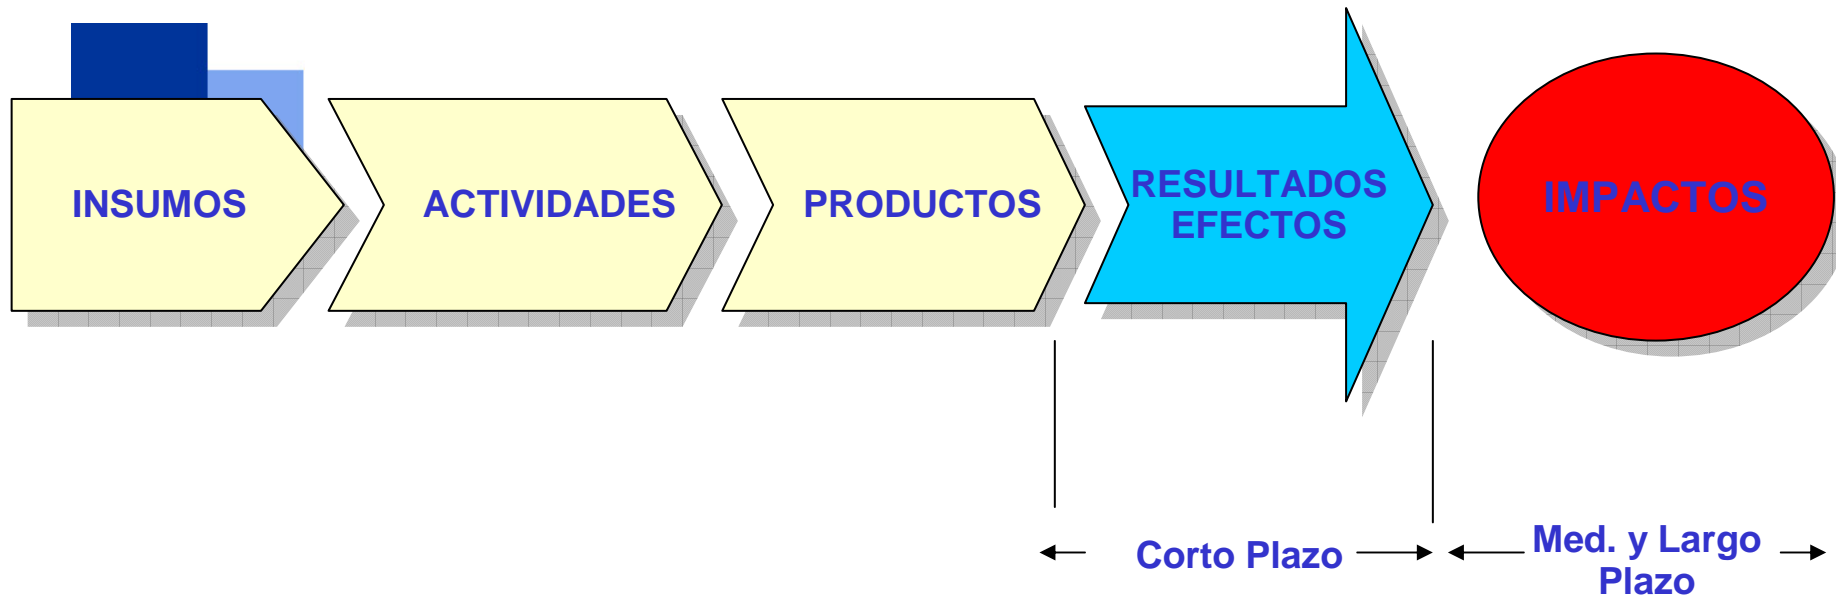 INSUMOS
ACTIVIDADES
PRODUCTOS
RESULTADOS
EFECTOS
IMPACTOS
Corto Plazo
Med. y Largo
Plazo